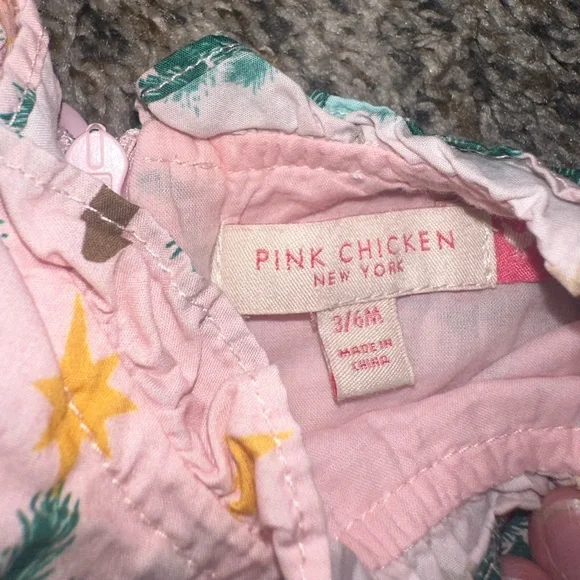 PINK CHICKEN
NEW YORK
3/6M
MADE IN
CHINA